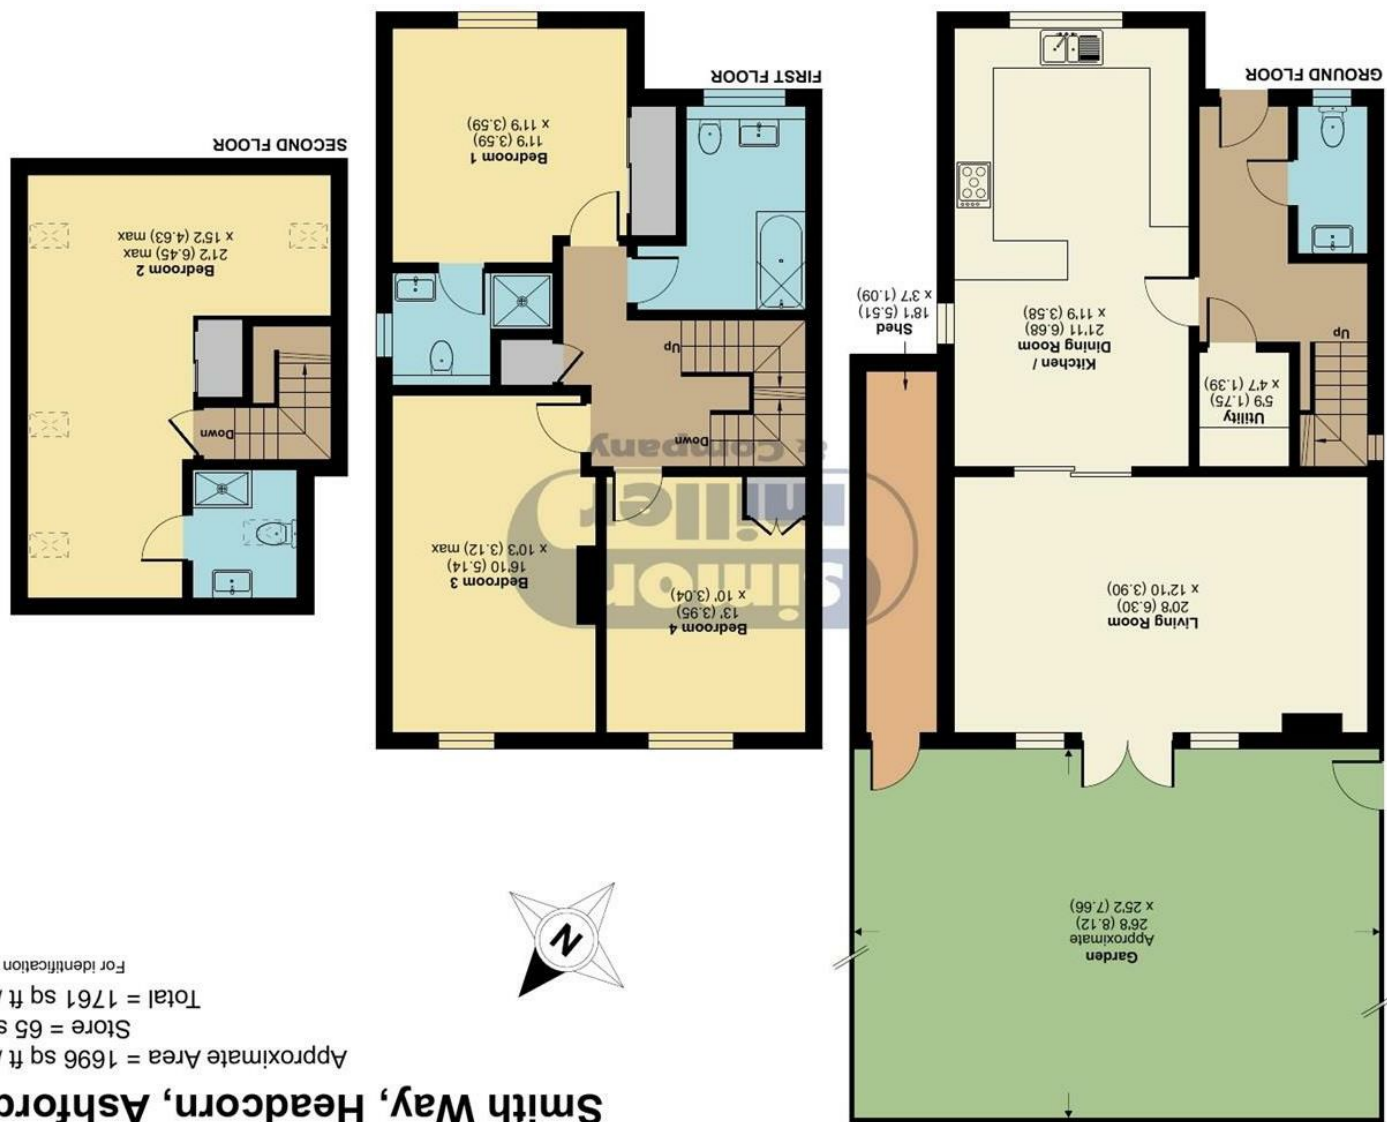 Smith Way, Headcorn, Ashford
Approximate Area = 1696 sq ft
Store = 65 s
Total = 1761 sq ft
For identification
N
Garden
Approximate
26'8 (8.12)
x 25'2 (7.66)
Living Room
20'8 (6.30)
x 12'10 (3.90)
Utility
5'9 (1.75)
x 4'7 (1.39)
Up
Kitchen /
Dining Room
21'11 (6.68)
x 11'9 (3.58)
Shed
18'1 (5.51)
x 3'7 (1.09)
GROUND FLOOR
Bedroom 4
13' (3.95)
x 10' (3.04)
Bedroom 3
16'10 (5.14)
x 10'3 (3.12) max
Down
Up
Bedroom 1
11'9 (3.59)
x 11'9 (3.59)
FIRST FLOOR
Down
Bedroom 2
21'2 (6.45) max
x 15'2 (4.63) max
SECOND FLOOR
simon
miller
& Company